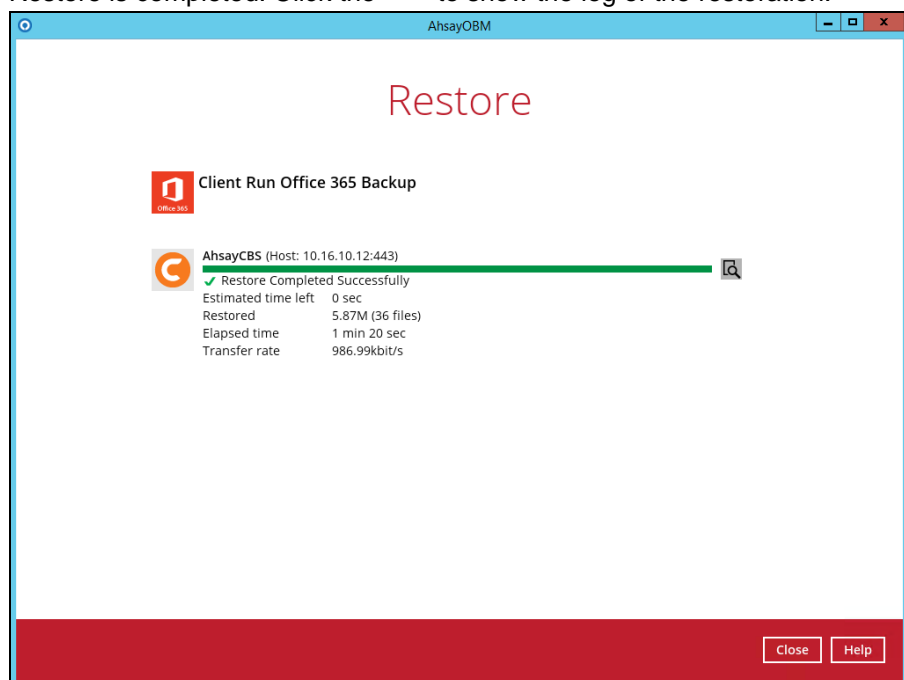 Restore is completed. Click the to show the log of the restoration.
AhsayOBM
Restore
Client Run Office 365 Backup
Office 365
AhsayCBS (Host: 10.16.10.12:443)
Restore Completed Successfully
Estimated time left 0 sec
Restored 5.87M (36 files)
Elapsed time 1 min 20 sec
Transfer rate 986.99kbit/s
Close Help